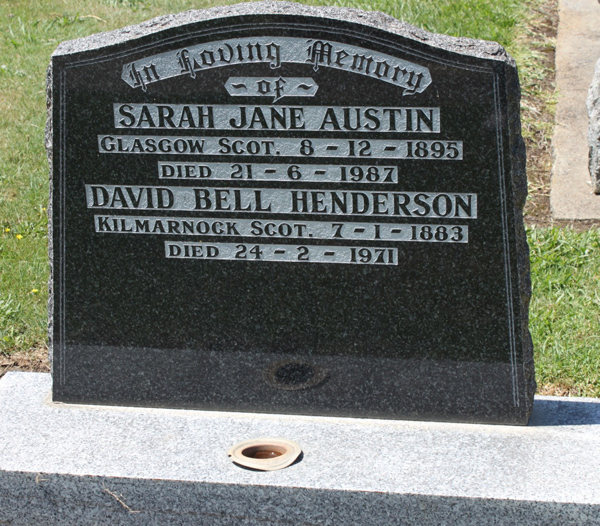 In Loving Memory
~ of ~
SARAH JANE AUSTIN
GLASGOW SCOT. 8 - 12 - 1895
DIED 21 - 6 - 1987
DAVID BELL HENDERSON
KILMARNOCK SCOT. 7 - 1 - 1883
DIED 24 - 2 - 1971